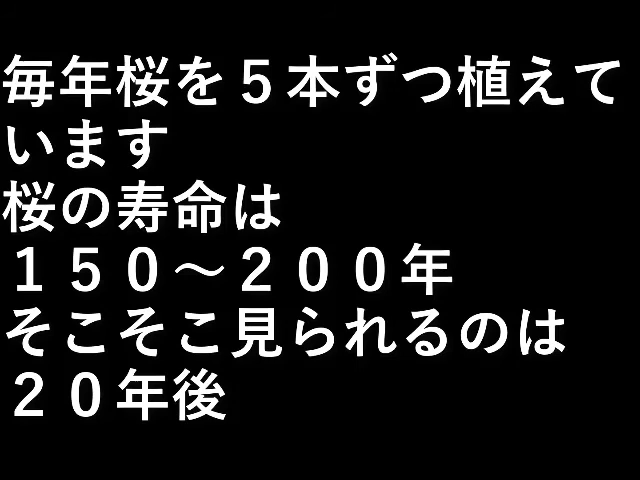 毎年桜を５本ずつ植えて
います
桜の寿命は
１５０～２００年
そこそこ見られるのは
２０年後